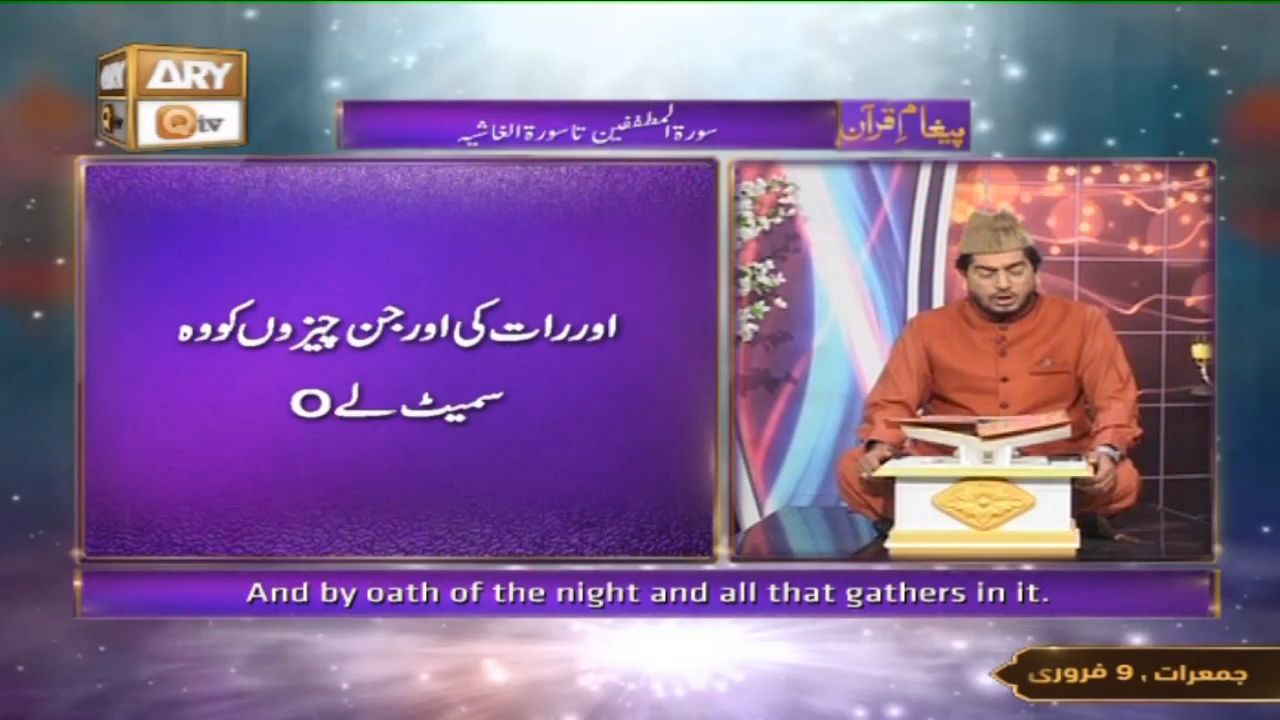 ARY
Qtv
پیغامِ قرآن
سورۃ المطففین تا سورۃ الغاشیہ
اور رات کی اور جن چیزوں کو وہ
سمیٹ لے O
And by oath of the night and all that gathers in it.
جمعرات , 9 فروری